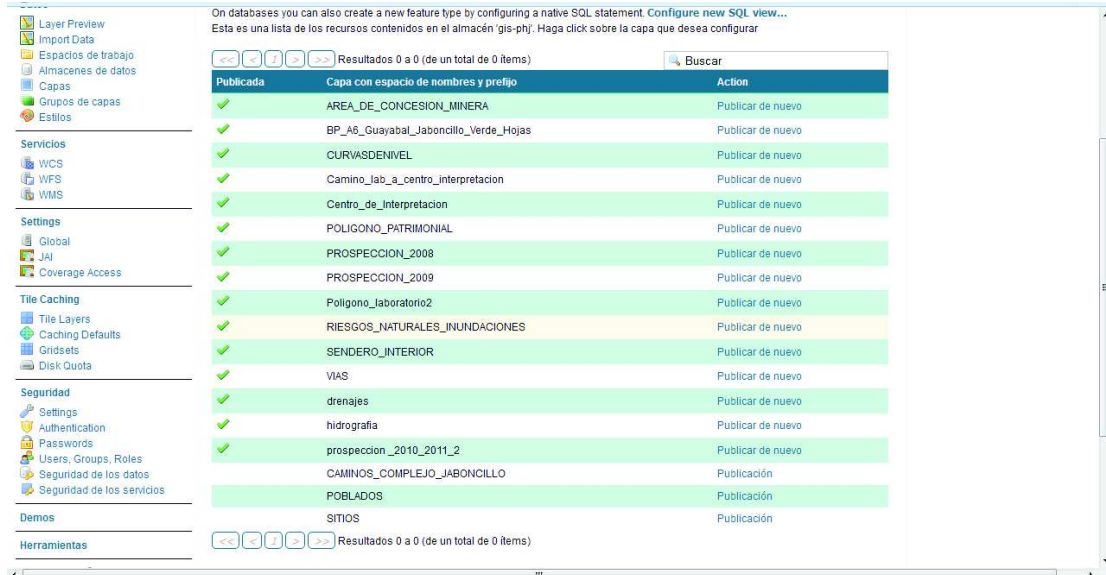 Layer Preview
Import Data
Espacios de trabajo
Almacenes de datos
Capas
Grupos de capas
Estilos
Servicios
WCS
WFS
WMS
Settings
Global
JAI
Coverage Access
Tile Caching
Tile Layers
Caching Defaults
Gridsets
Disk Quota
Seguridad
Settings
Authentication
Passwords
Users, Groups, Roles
Seguridad de los datos
Seguridad de los servicios
Demos
Herramientas
On databases you can also create a new feature type by configuring a native SQL statement. Configure new SQL view...
Esta es una lista de los recursos contenidos en el almacén 'gis-phj'. Haga click sobre la capa que desea configurar
<< < 1 > >> Resultados 0 a 0 (de un total de 0 ítems) Buscar
Publicada Capa con espacio de nombres y prefijo Action
AREA_DE_CONCESION_MINERA Publicar de nuevo
BP_A6_Guayabal_Jaboncillo_Verde_Hojas Publicar de nuevo
CURVASDENIVEL Publicar de nuevo
Camino_lab_a_centro_interpretacion Publicar de nuevo
Centro_de_Interpretacion Publicar de nuevo
POLIGONO_PATRIMONIAL Publicar de nuevo
PROSPECCION_2008 Publicar de nuevo
PROSPECCION_2009 Publicar de nuevo
Poligono_laboratorio2 Publicar de nuevo
RIESGOS_NATURALES_INUNDACIONES Publicar de nuevo
SENDERO_INTERIOR Publicar de nuevo
VIAS Publicar de nuevo
drenajes Publicar de nuevo
hidrografia Publicar de nuevo
prospeccion _2010_2011_2 Publicar de nuevo
CAMINOS_COMPLEJO_JABONCILLO Publicación
POBLADOS Publicación
SITIOS Publicación
<< < 1 > >> Resultados 0 a 0 (de un total de 0 ítems)